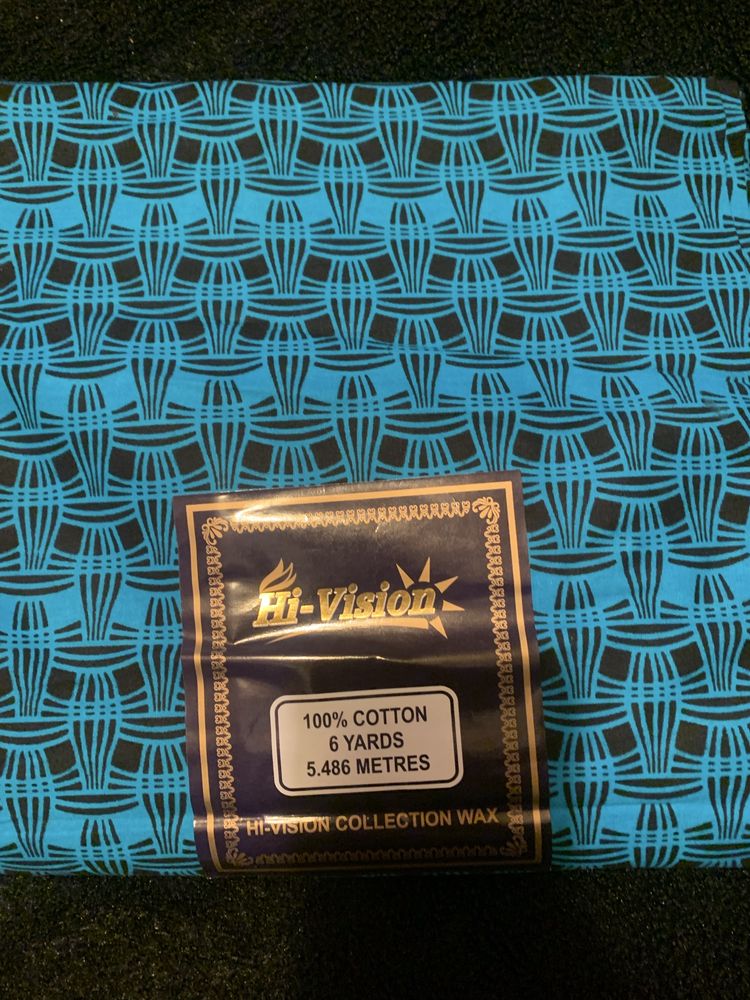 Hi-Vision
100% COTTON
6 YARDS
5.486 METRES
HI-VISION COLLECTION WAX